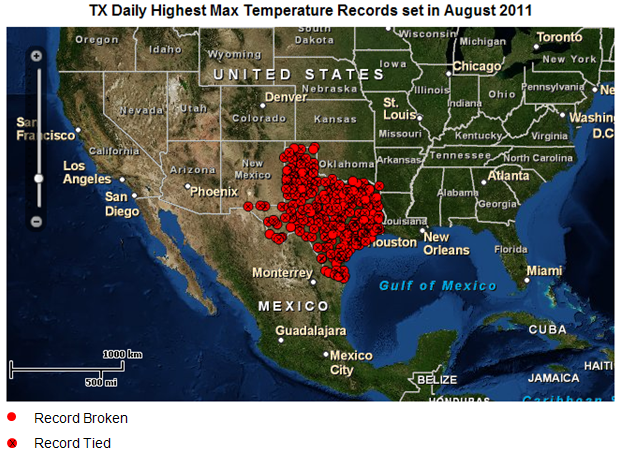 TX Daily Highest Max Temperature Records set in August 2011
South
Dakota
Wisconsin
Michigan
Toronto
Oregon
Idaho
Wyoming
New York
UNITED STATES
Iowa
Chicago
Nebraska
Illinois
Ohio
Pennsylvania
Ne
Denver
St.
Louis
Indiana
Nevada
Utah
Colorado
Kansas
Washin
D.C
San
Francisco
Missouri
Kentucky
Virginia
California
Los
Angeles
Arizona
New
Mexico
Oklahoma
Arkansas
Tennessee
North Carolina
Phoenix
Atlanta
San
Diego
Alabama
Georgia
Louisiana
Houston
New
Orleans
Florida
Monterrey
Miami
Gulf of Mexico
MEXICO
Guadalajara
CUBA
1000 km
500 mi
Mexico
City
HAITI
BELIZE
JAMAICA
HONDURAS
Caribbean S
Record Broken
Record Tied